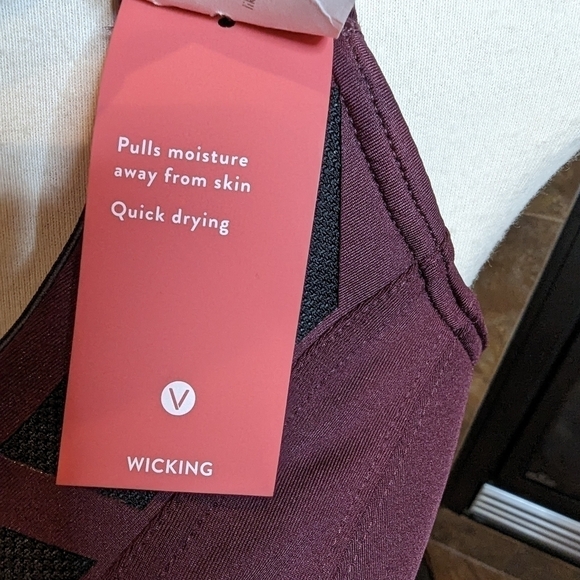 Pulls moisture
away from skin
Quick drying
V
WICKING